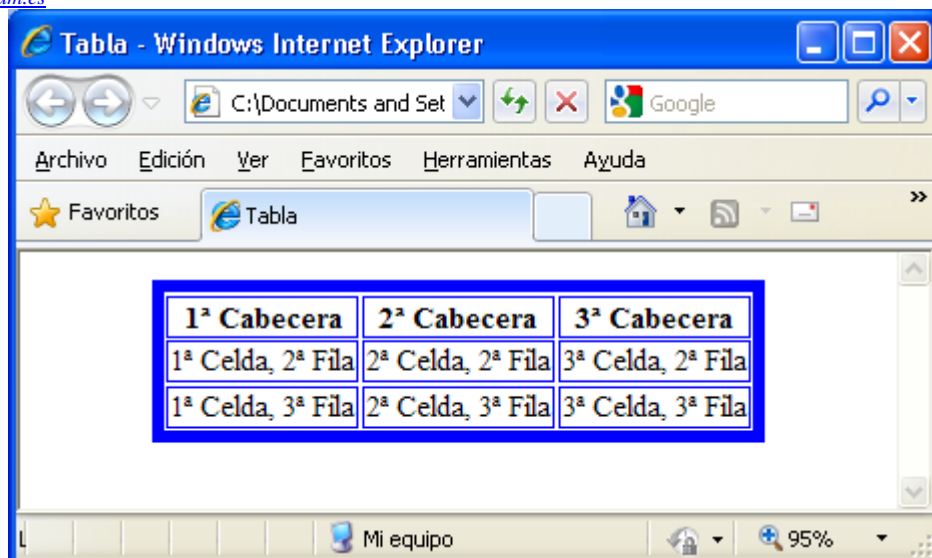 um.es
Tabla - Windows Internet Explorer
C:\Documents and Set
Google
Archivo Edición Ver Favoritos Herramientas Ayuda
Favoritos
Tabla
»
1ª Cabecera 2ª Cabecera 3ª Cabecera
1ª Celda, 2ª Fila 2ª Celda, 2ª Fila 3ª Celda, 2ª Fila
1ª Celda, 3ª Fila 2ª Celda, 3ª Fila 3ª Celda, 3ª Fila
Mi equipo
95%